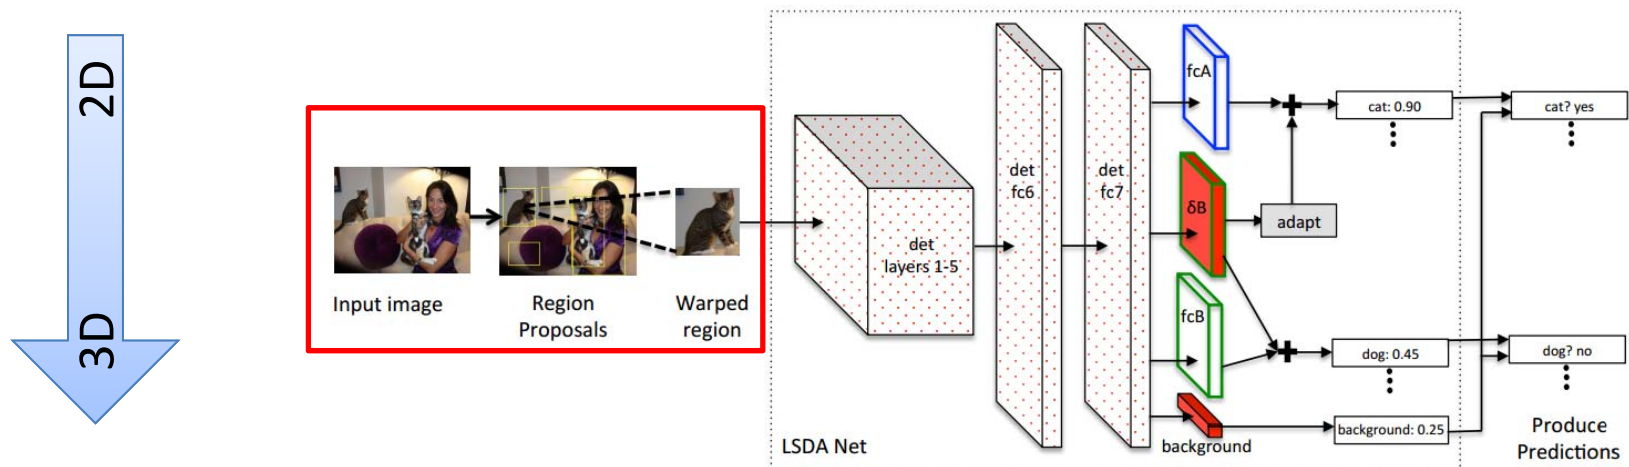 2D
3D
Input image
Region
Proposals
Warped
region
det
layers 1-5
det
fc6
det
fc7
fcA
δB
fcB
background
adapt
cat: 0.90
dog: 0.45
background: 0.25
cat? yes
dog? no
LSDA Net
Produce
Predictions